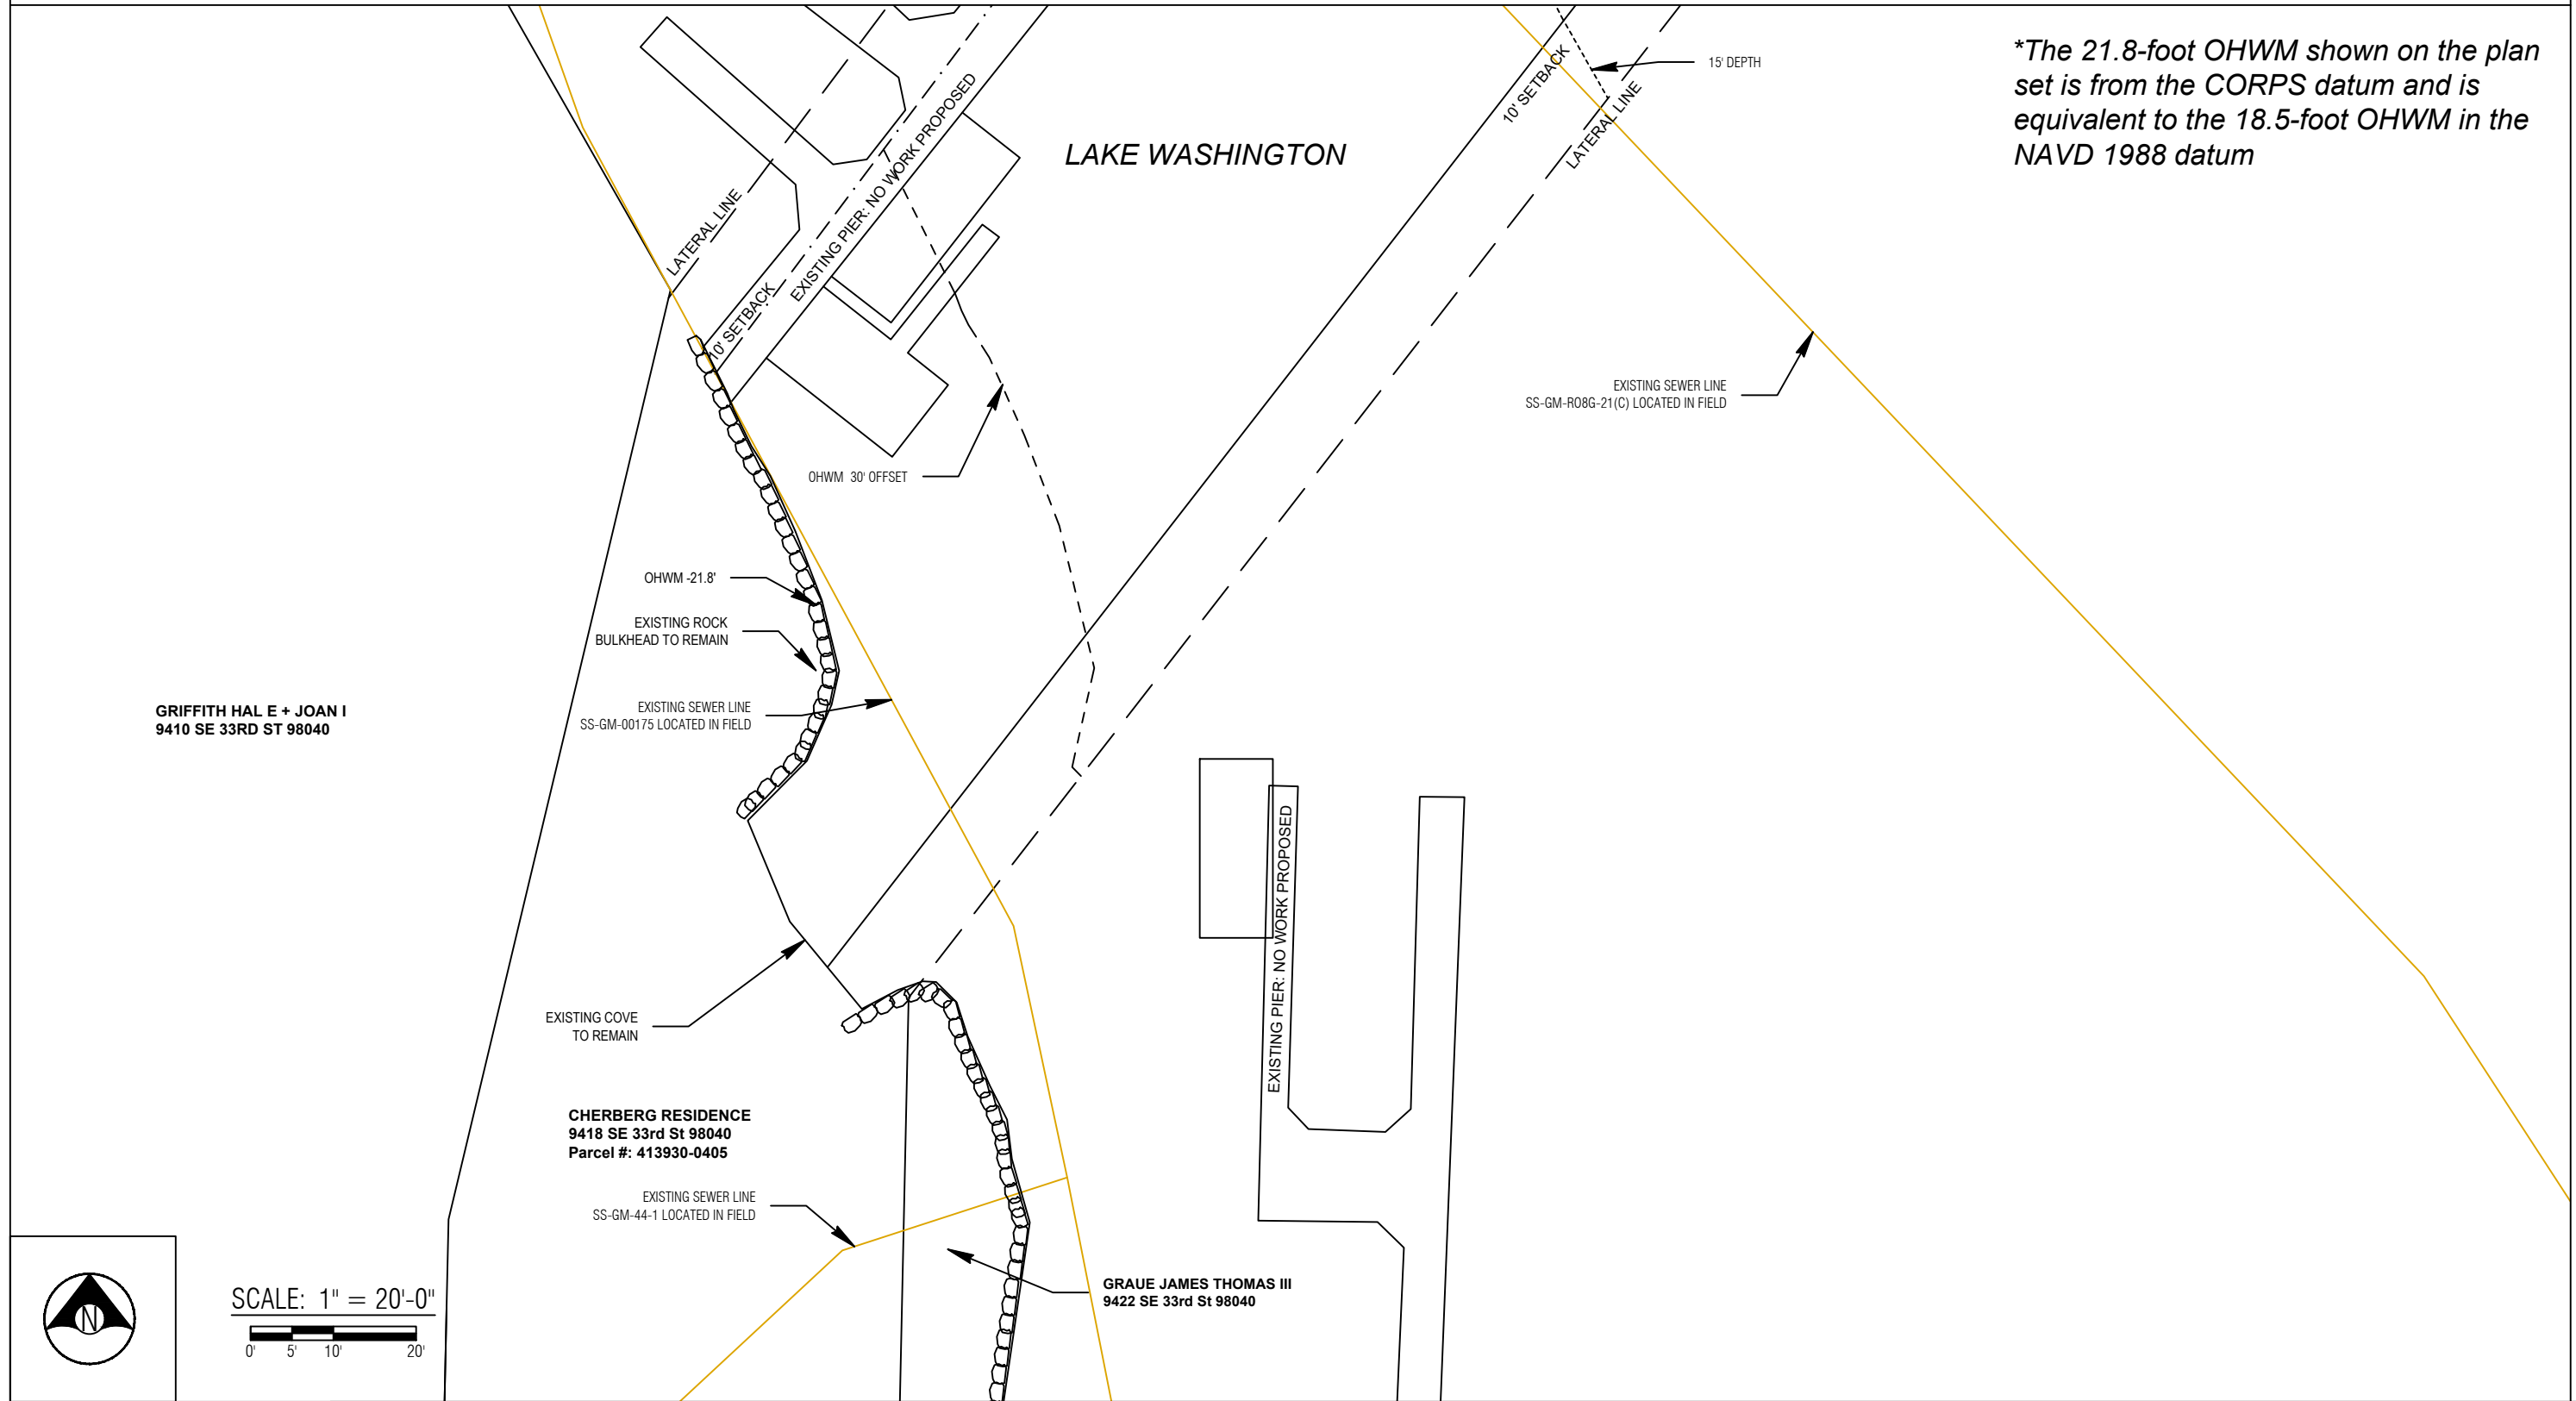 *The 21.8-foot OHWM shown on the plan
set is from the CORPS datum and is
equivalent to the 18.5-foot OHWM in the
NAVD 1988 datum
15' DEPTH
10' SETBACK
LATERAL LINE
LAKE WASHINGTON
LATERAL LINE
10' SETBACK
EXISTING PIER: NO WORK PROPOSED
EXISTING SEWER LINE
SS-GM-R08G-21(C) LOCATED IN FIELD
OHWM 30' OFFSET
OHWM -21.8'
EXISTING ROCK
BULKHEAD TO REMAIN
EXISTING SEWER LINE
SS-GM-00175 LOCATED IN FIELD
GRIFFITH HAL E + JOAN I
9410 SE 33RD ST 98040
EXISTING PIER: NO WORK PROPOSED
EXISTING COVE
TO REMAIN
CHERBERG RESIDENCE
9418 SE 33rd St 98040
Parcel #: 413930-0405
EXISTING SEWER LINE
SS-GM-44-1 LOCATED IN FIELD
GRAUE JAMES THOMAS III
9422 SE 33rd St 98040
N
SCALE: 1" = 20'-0"
0' 5' 10' 20'